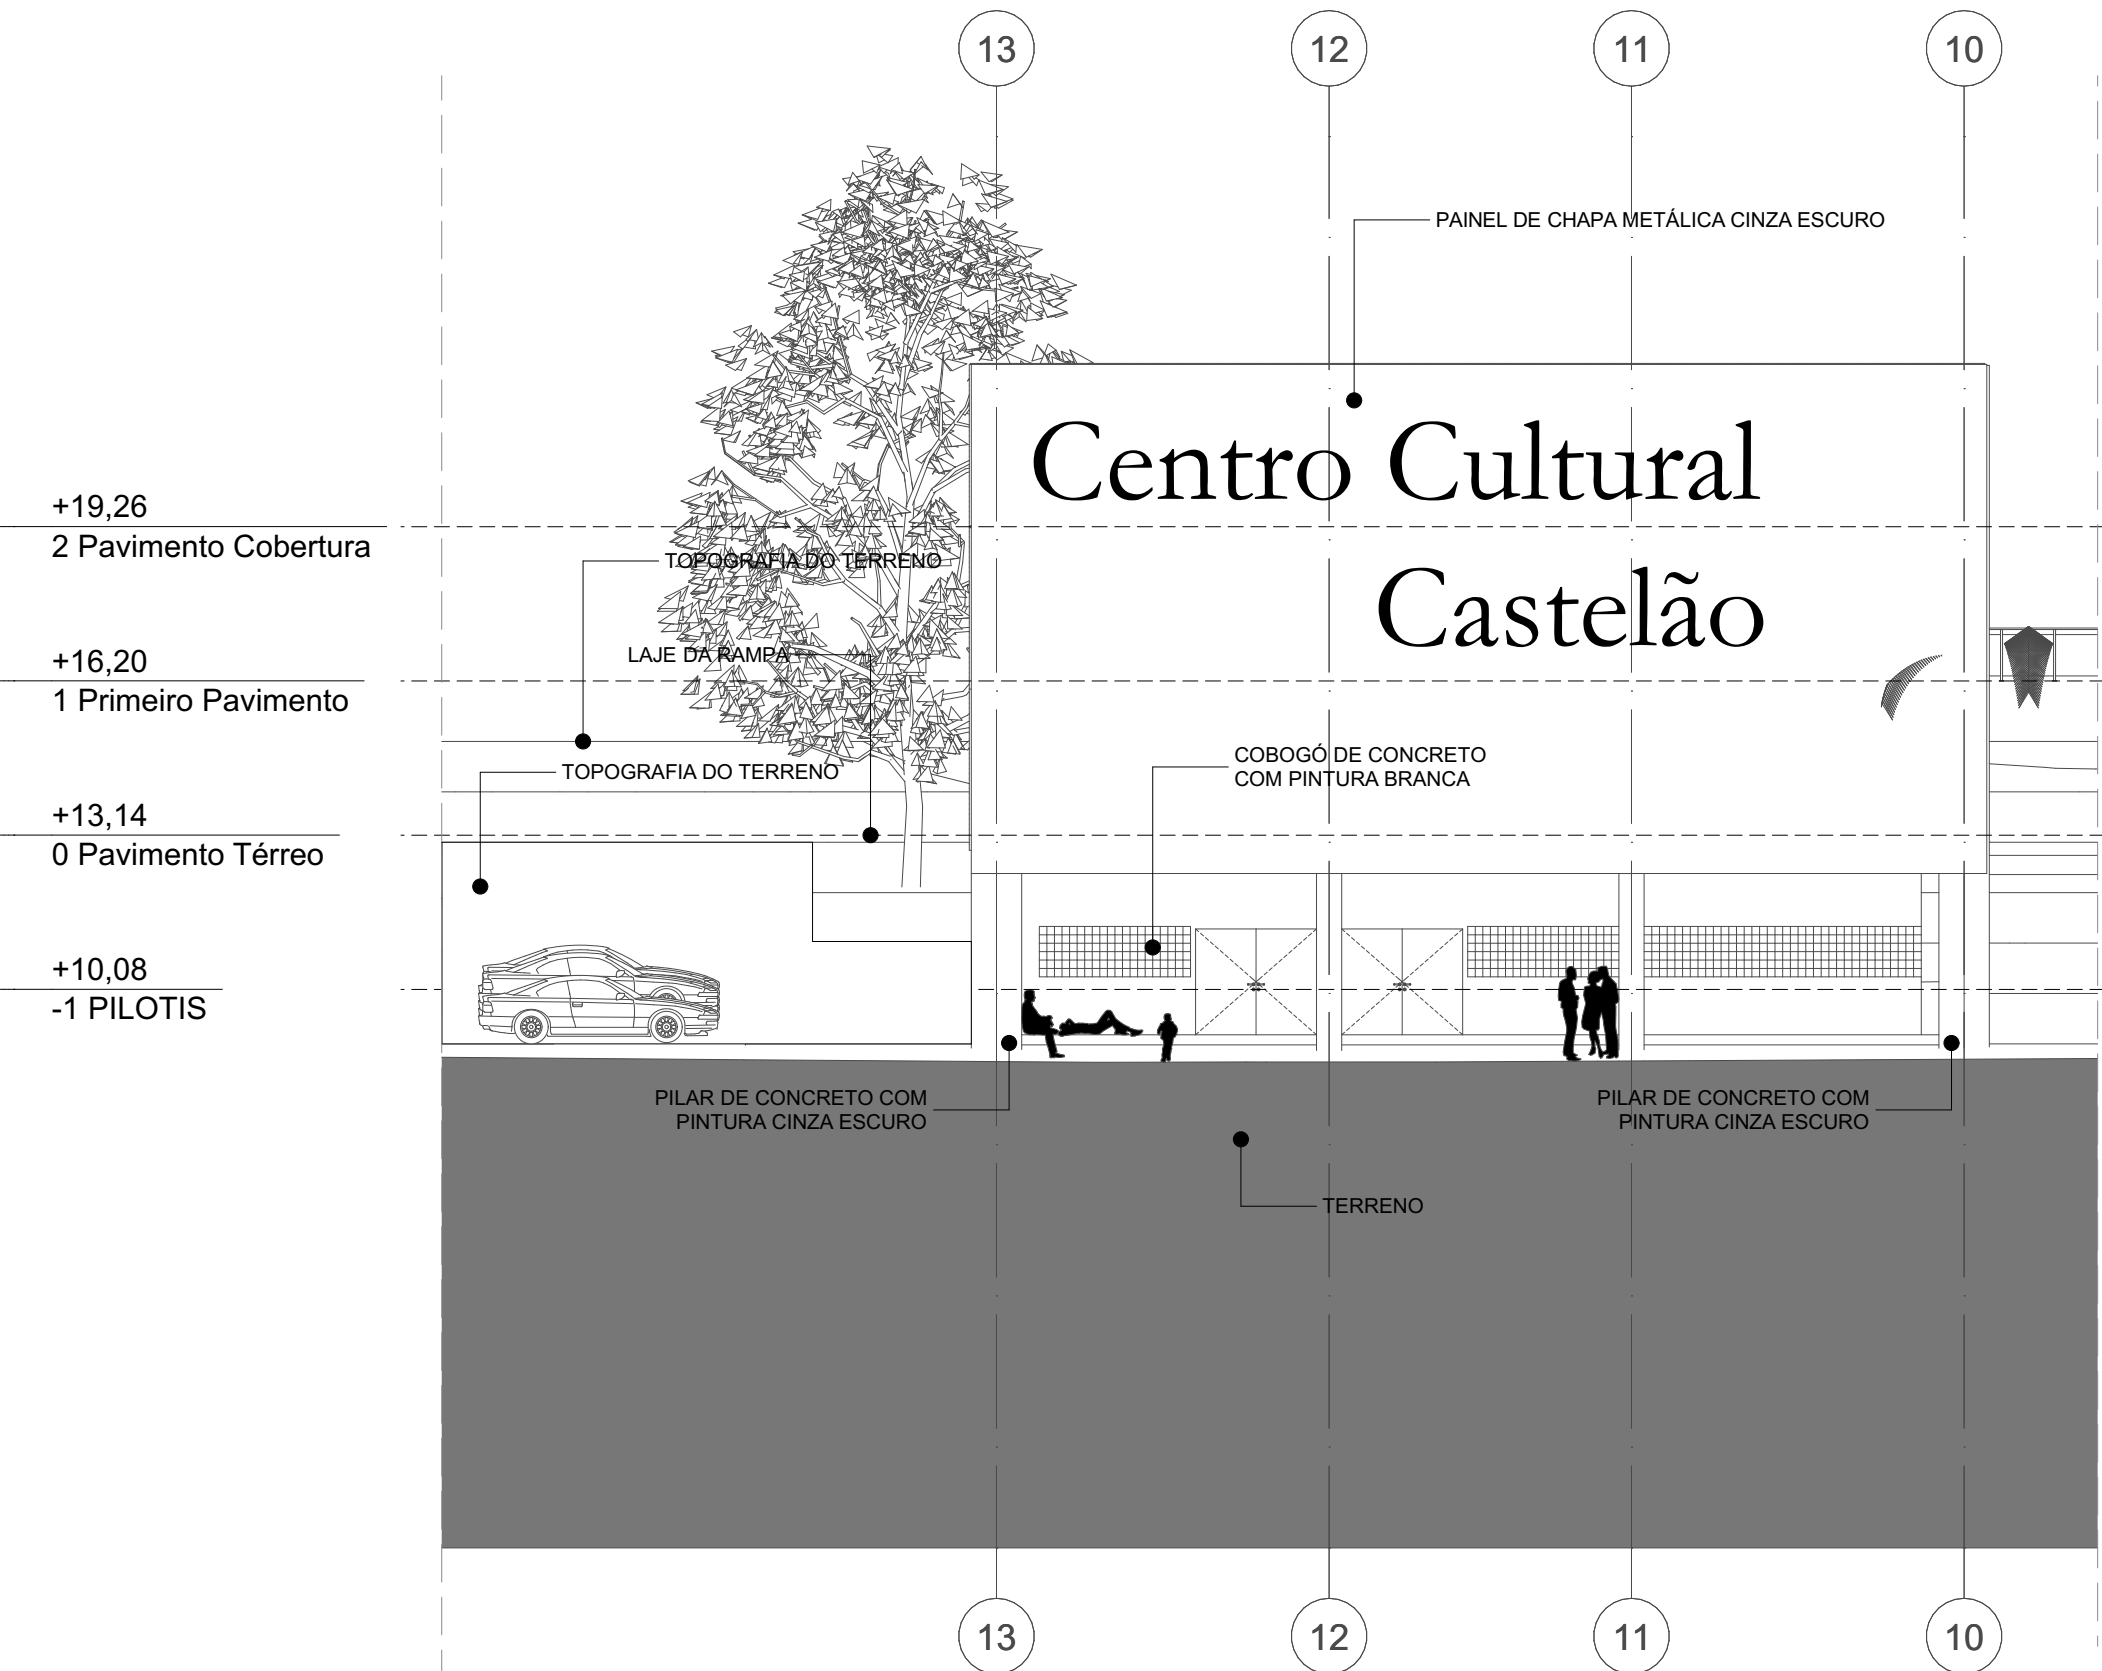 13 12 11 10
PAINEL DE CHAPA METÁLICA CINZA ESCURO
Centro Cultural
Castelão
+19,26
2 Pavimento Cobertura
TOPOGRAFIA DO TERRENO
LAJE DA RAMPA
+16,20
1 Primeiro Pavimento
COBOGÓ DE CONCRETO
COM PINTURA BRANCA
TOPOGRAFIA DO TERRENO
+13,14
0 Pavimento Térreo
+10,08
-1 PILOTIS
PILAR DE CONCRETO COM
PINTURA CINZA ESCURO
PILAR DE CONCRETO COM
PINTURA CINZA ESCURO
TERRENO
13 12 11 10